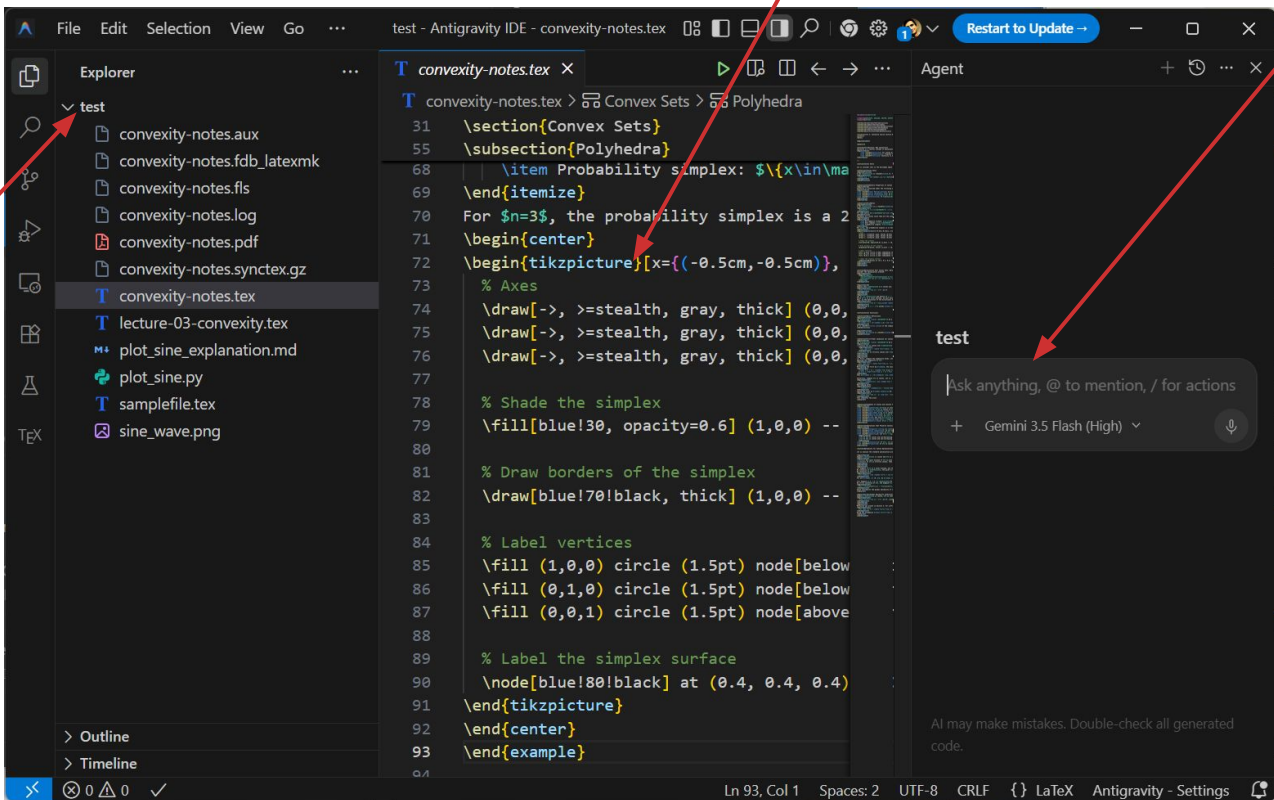 File Edit Selection View Go ··· test - Antigravity IDE - convexity-notes.tex 1 Restart to Update →
Explorer ···
test
convexity-notes.aux
convexity-notes.fdb_latexmk
convexity-notes.fls
convexity-notes.log
convexity-notes.pdf
convexity-notes.synctex.gz
T convexity-notes.tex
T lecture-03-convexity.tex
M↓ plot_sine_explanation.md
plot_sine.py
T samplefile.tex
sine_wave.png
TEX
> Outline
> Timeline
T convexity-notes.tex ×
T convexity-notes.tex > Convex Sets > Polyhedra
31 \section{Convex Sets}
55 \subsection{Polyhedra}
68 \item Probability simplex: $\{x\in\ma
69 \end{itemize}
70 For $n=3$, the probability simplex is a 2
71 \begin{center}
72 \begin{tikzpicture}[x={(-0.5cm,-0.5cm)},
73 % Axes
74 \draw[->, >=stealth, gray, thick] (0,0,
75 \draw[->, >=stealth, gray, thick] (0,0,
76 \draw[->, >=stealth, gray, thick] (0,0,
77
78 % Shade the simplex
79 \fill[blue!30, opacity=0.6] (1,0,0) --
80
81 % Draw borders of the simplex
82 \draw[blue!70!black, thick] (1,0,0) --
83
84 % Label vertices
85 \fill (1,0,0) circle (1.5pt) node[below
86 \fill (0,1,0) circle (1.5pt) node[below
87 \fill (0,0,1) circle (1.5pt) node[above
88
89 % Label the simplex surface
90 \node[blue!80!black] at (0.4, 0.4, 0.4)
91 \end{tikzpicture}
92 \end{center}
93 \end{example}
94
Agent
test
Ask anything, @ to mention, / for actions
+ Gemini 3.5 Flash (High)
AI may make mistakes. Double-check all generated
code.
0 0 Ln 93, Col 1 Spaces: 2 UTF-8 CRLF {} LaTeX Antigravity - Settings